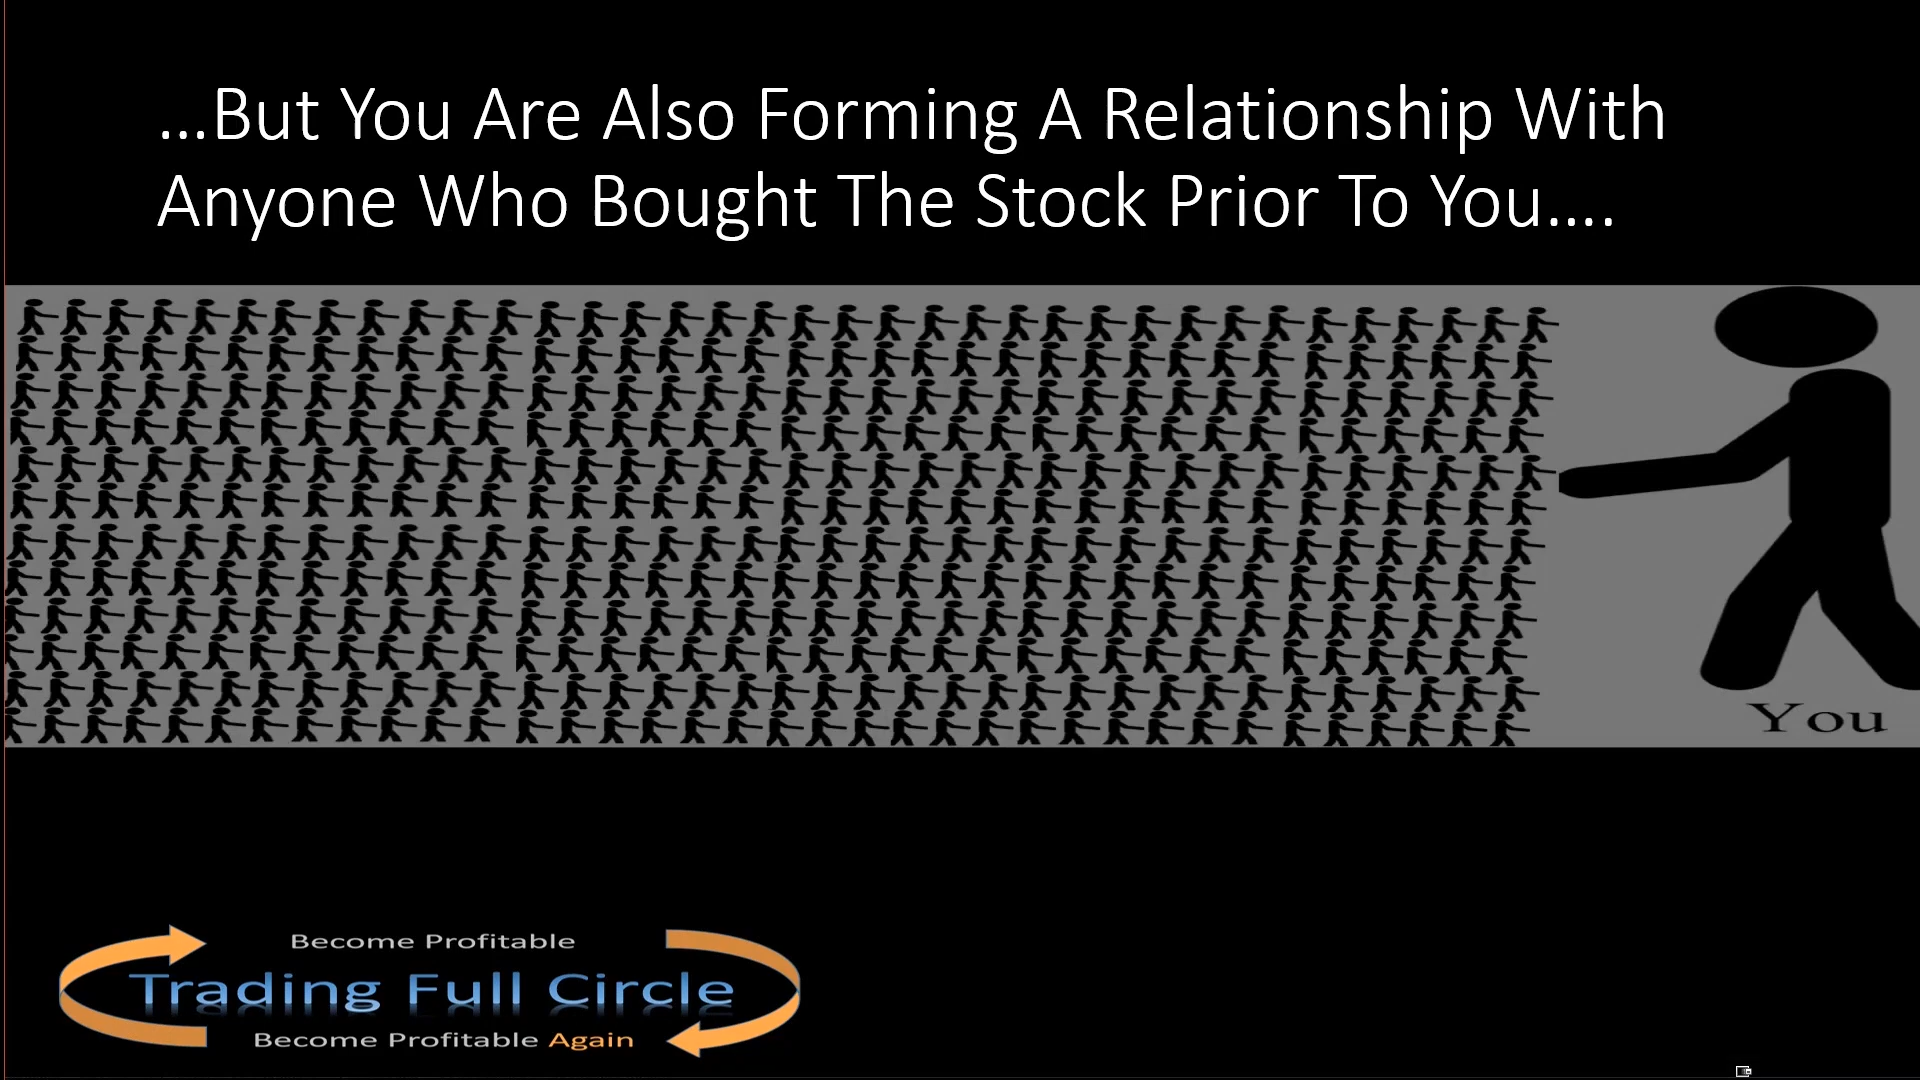 ...But You Are Also Forming A Relationship With
Anyone Who Bought The Stock Prior To You....
You
Become Profitable
Trading Full Circle
Become Profitable Again